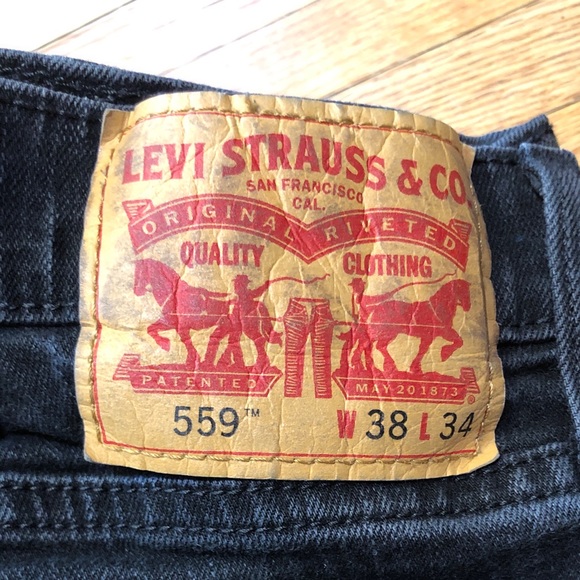 LEVI STRAUSS & CO.
SAN FRANCISCO
CAL.
ORIGINAL RIVETED
QUALITY CLOTHING
PATENTED MAY 20 1873 ®
559™ W 38 L 34